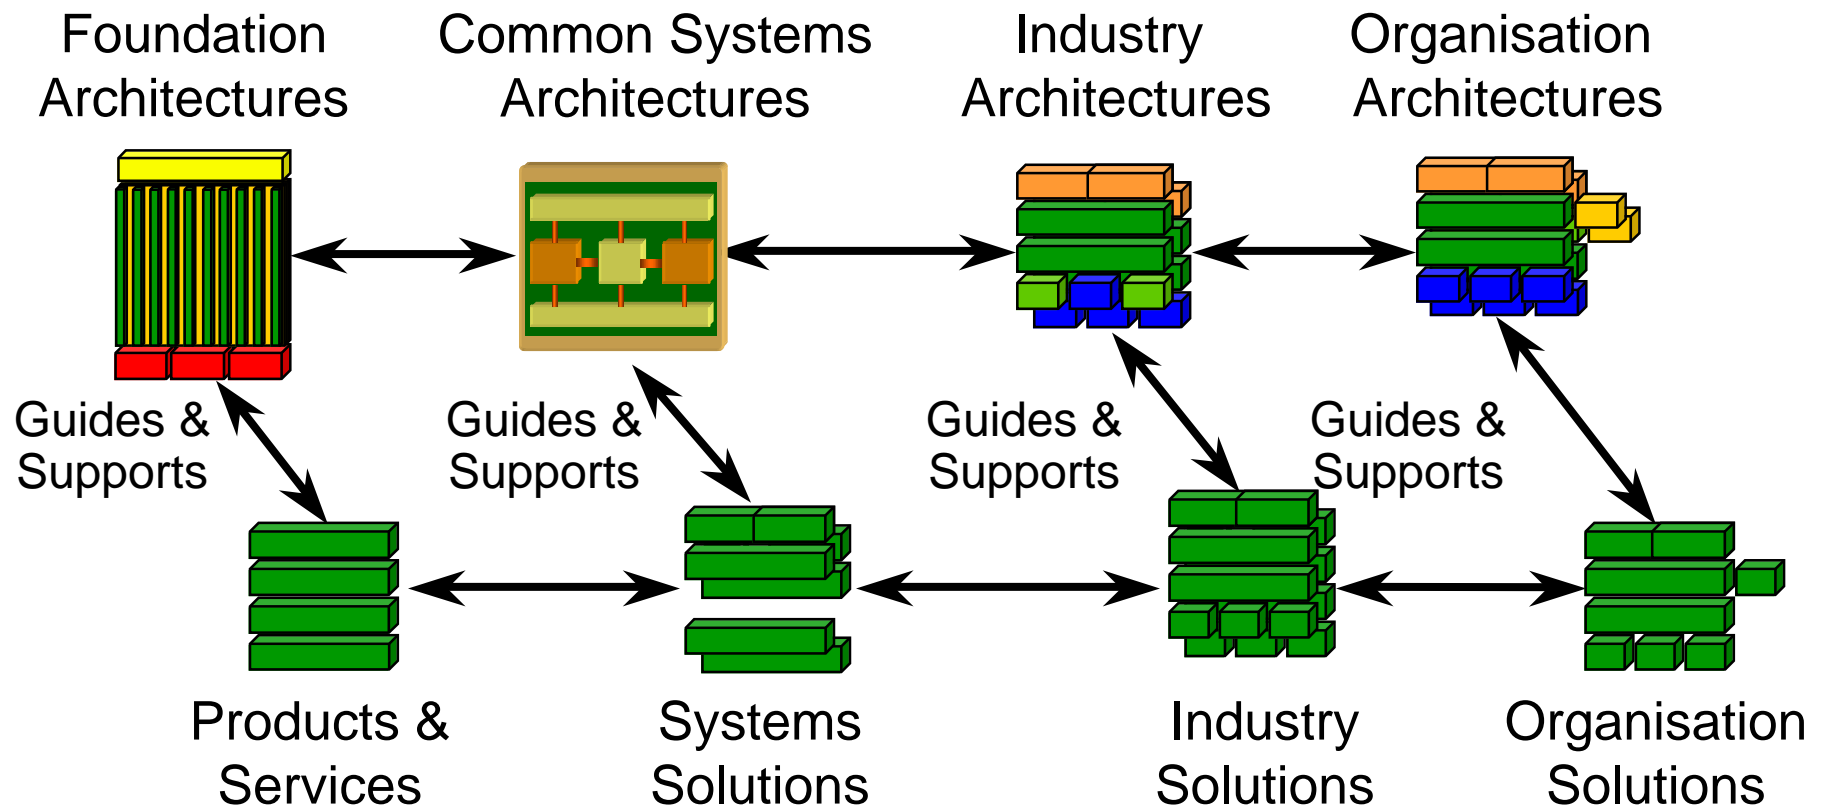 Foundation
Architectures
Common Systems
Architectures
Industry
Architectures
Organisation
Architectures
Guides &
Supports
Guides &
Supports
Guides &
Supports
Guides &
Supports
Products &
Services
Systems
Solutions
Industry
Solutions
Organisation
Solutions